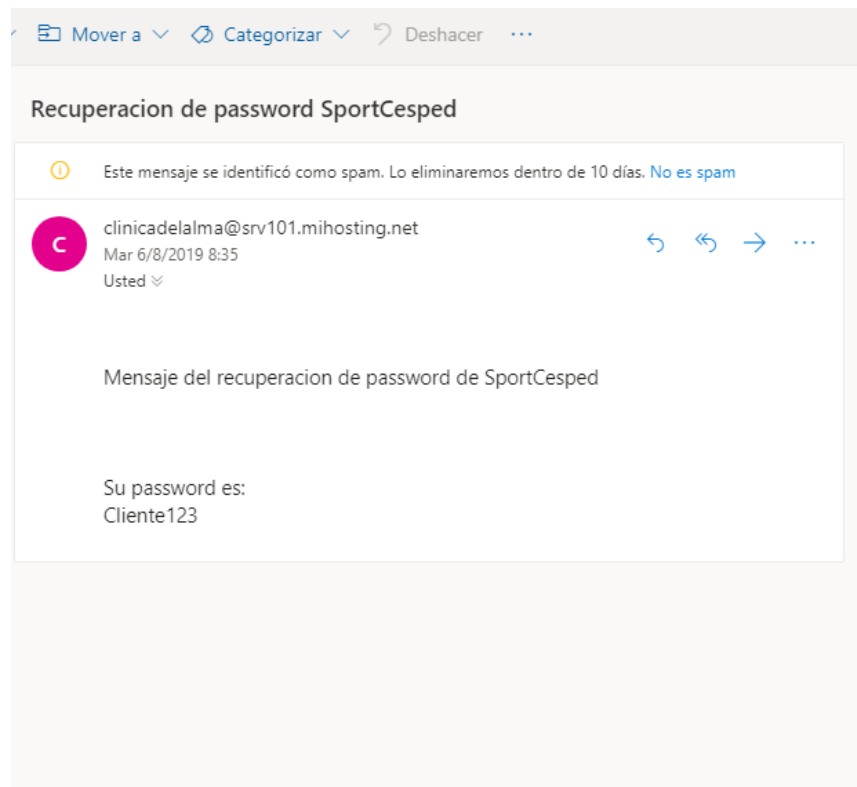 Mover a Categorizar Deshacer ...
Recuperacion de password SportCesped
Este mensaje se identificó como spam. Lo eliminaremos dentro de 10 días. No es spam
C
clinicadelalma@srv101.mihosting.net
Mar 6/8/2019 8:35
Usted
Mensaje del recuperacion de password de SportCesped
Su password es:
Cliente123